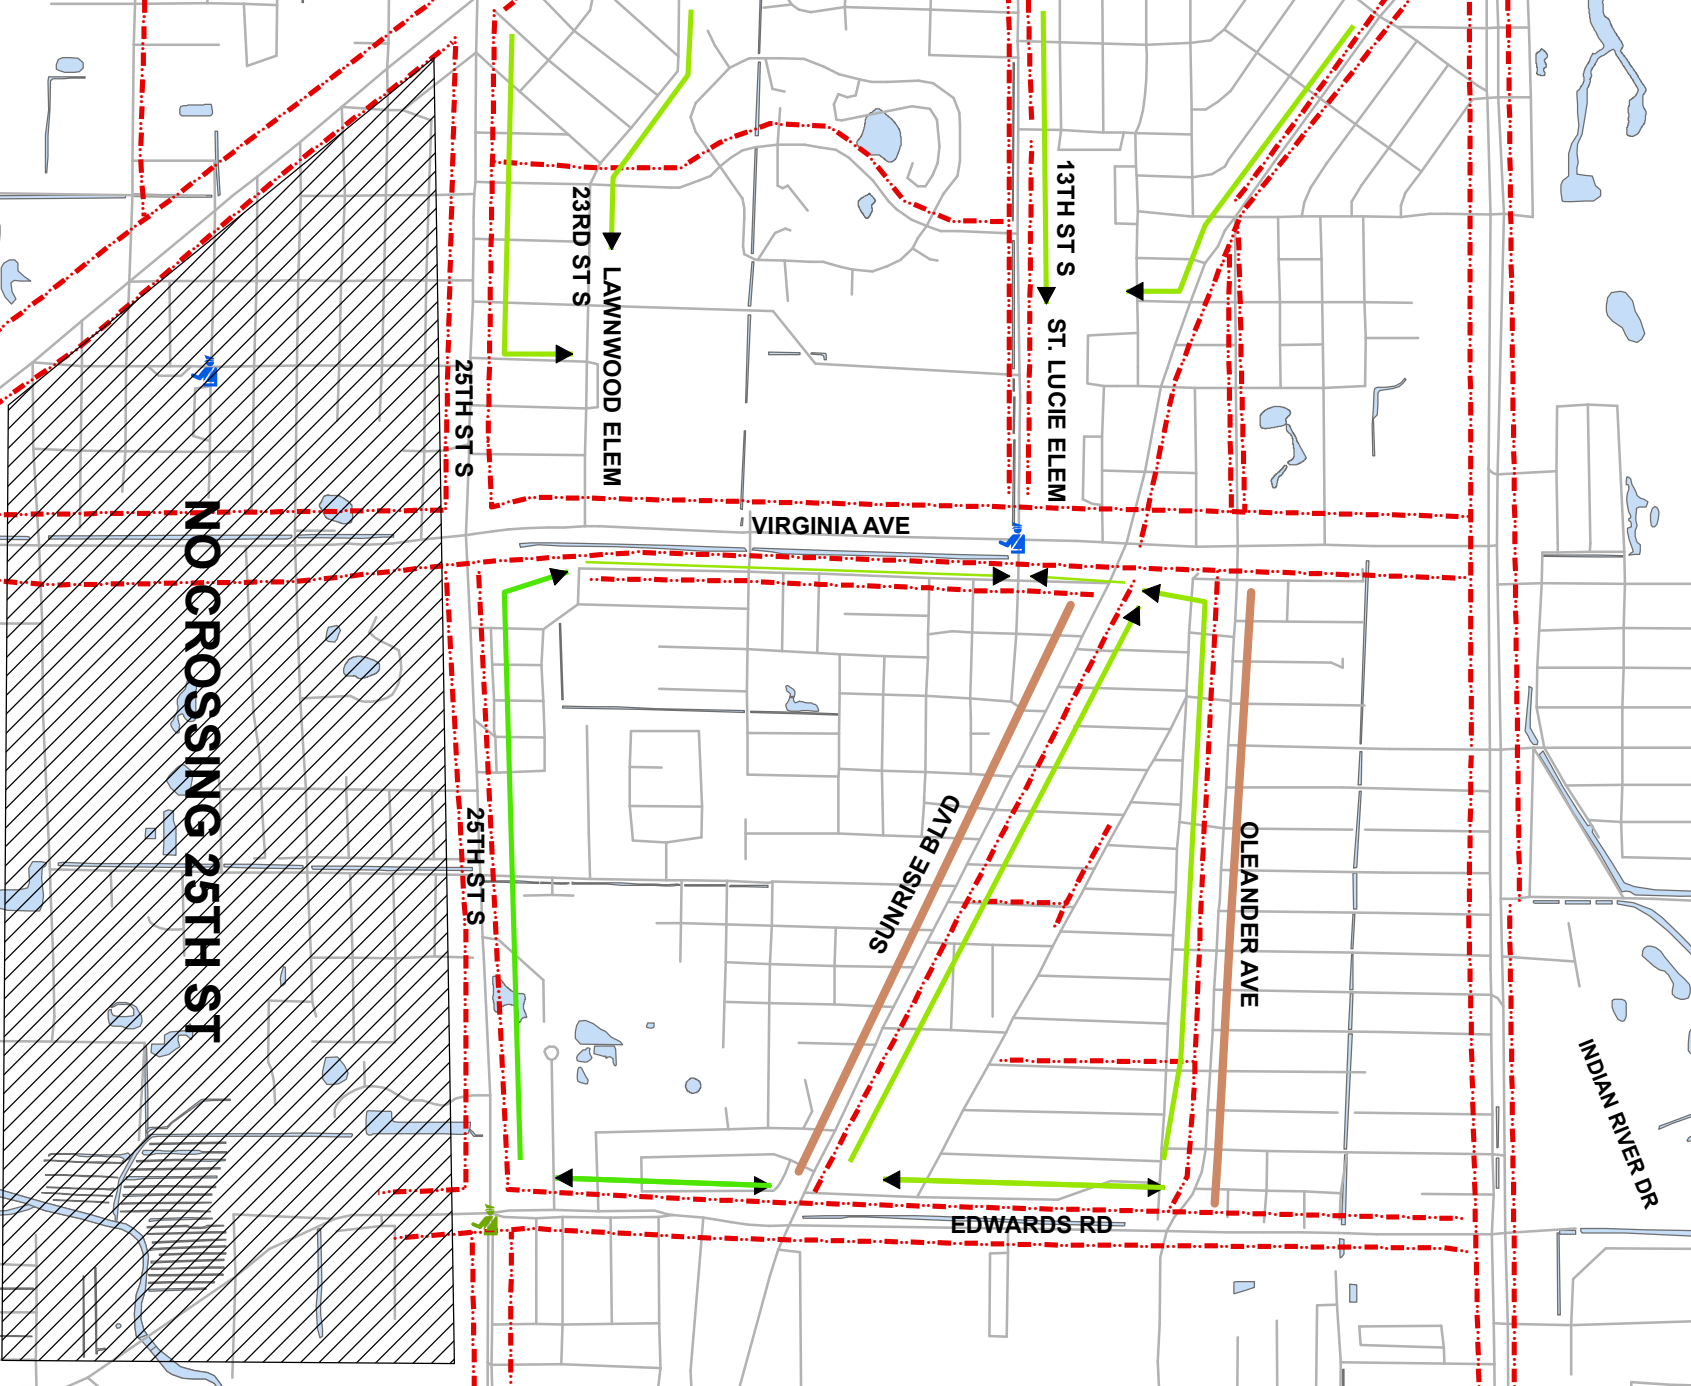 13TH ST S
23RD ST S
LAWNWOOD ELEM
ST. LUCIE ELEM
25TH ST S
VIRGINIA AVE
NO CROSSING 25TH ST
25TH ST S
SUNRISE BLVD
OLEANDER AVE
INDIAN RIVER DR
EDWARDS RD